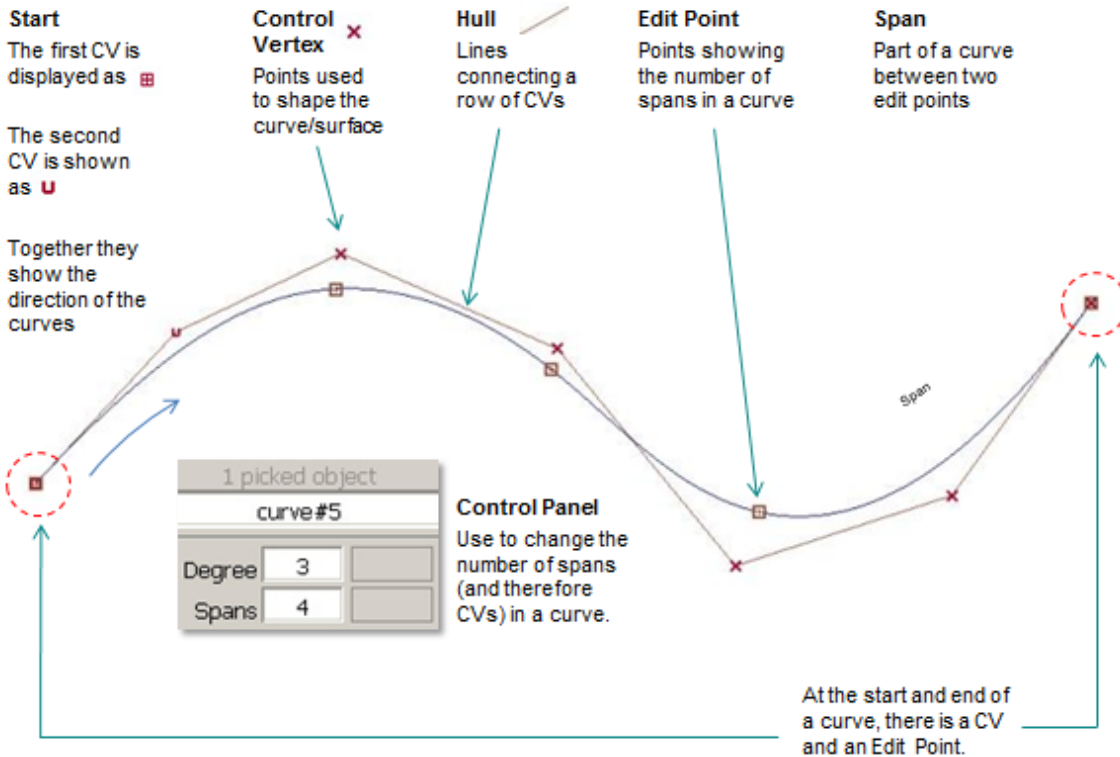 Start
The first CV is
displayed as
The second
CV is shown
as U
Together they
show the
direction of the
curves
Control
Vertex
Points used
to shape the
curve/surface
Hull
Lines
connecting a
row of CVs
Edit Point
Points showing
the number of
spans in a curve
Span
Part of a curve
between two
edit points
Span
1 picked object
curve#5
Degree 3
Spans 4
Control Panel
Use to change the
number of spans
(and therefore
CVs) in a curve.
At the start and end of
a curve, there is a CV
and an Edit Point.